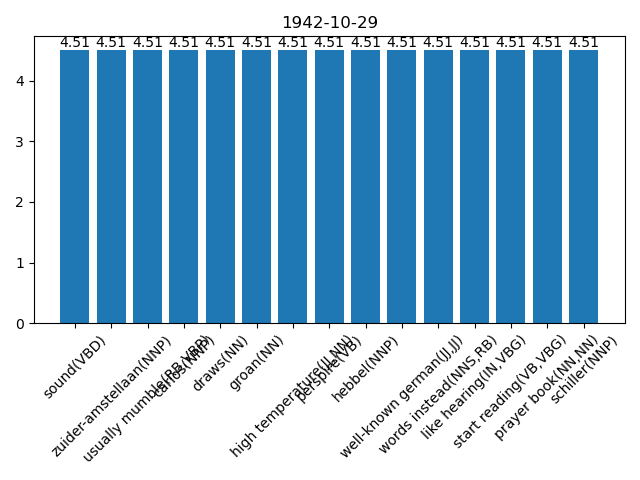 1942-10-29
4.51 4.51 4.51 4.51 4.51 4.51 4.51 4.51 4.51 4.51 4.51 4.51 4.51 4.51 4.51
4
3
2
1
0
sound(VBD)
zuider-amstellaan(NNP)
usually mumble(RB,VBP)
carlos(NNP)
draws(NN)
groan(NN)
high temperature(JJ,NN)
perspire(VB)
hebbel(NNP)
well-known german(JJ,JJ)
words instead(NNS,RB)
like hearing(IN,VBG)
start reading(VB,VBG)
prayer book(NN,NN)
schiller(NNP)